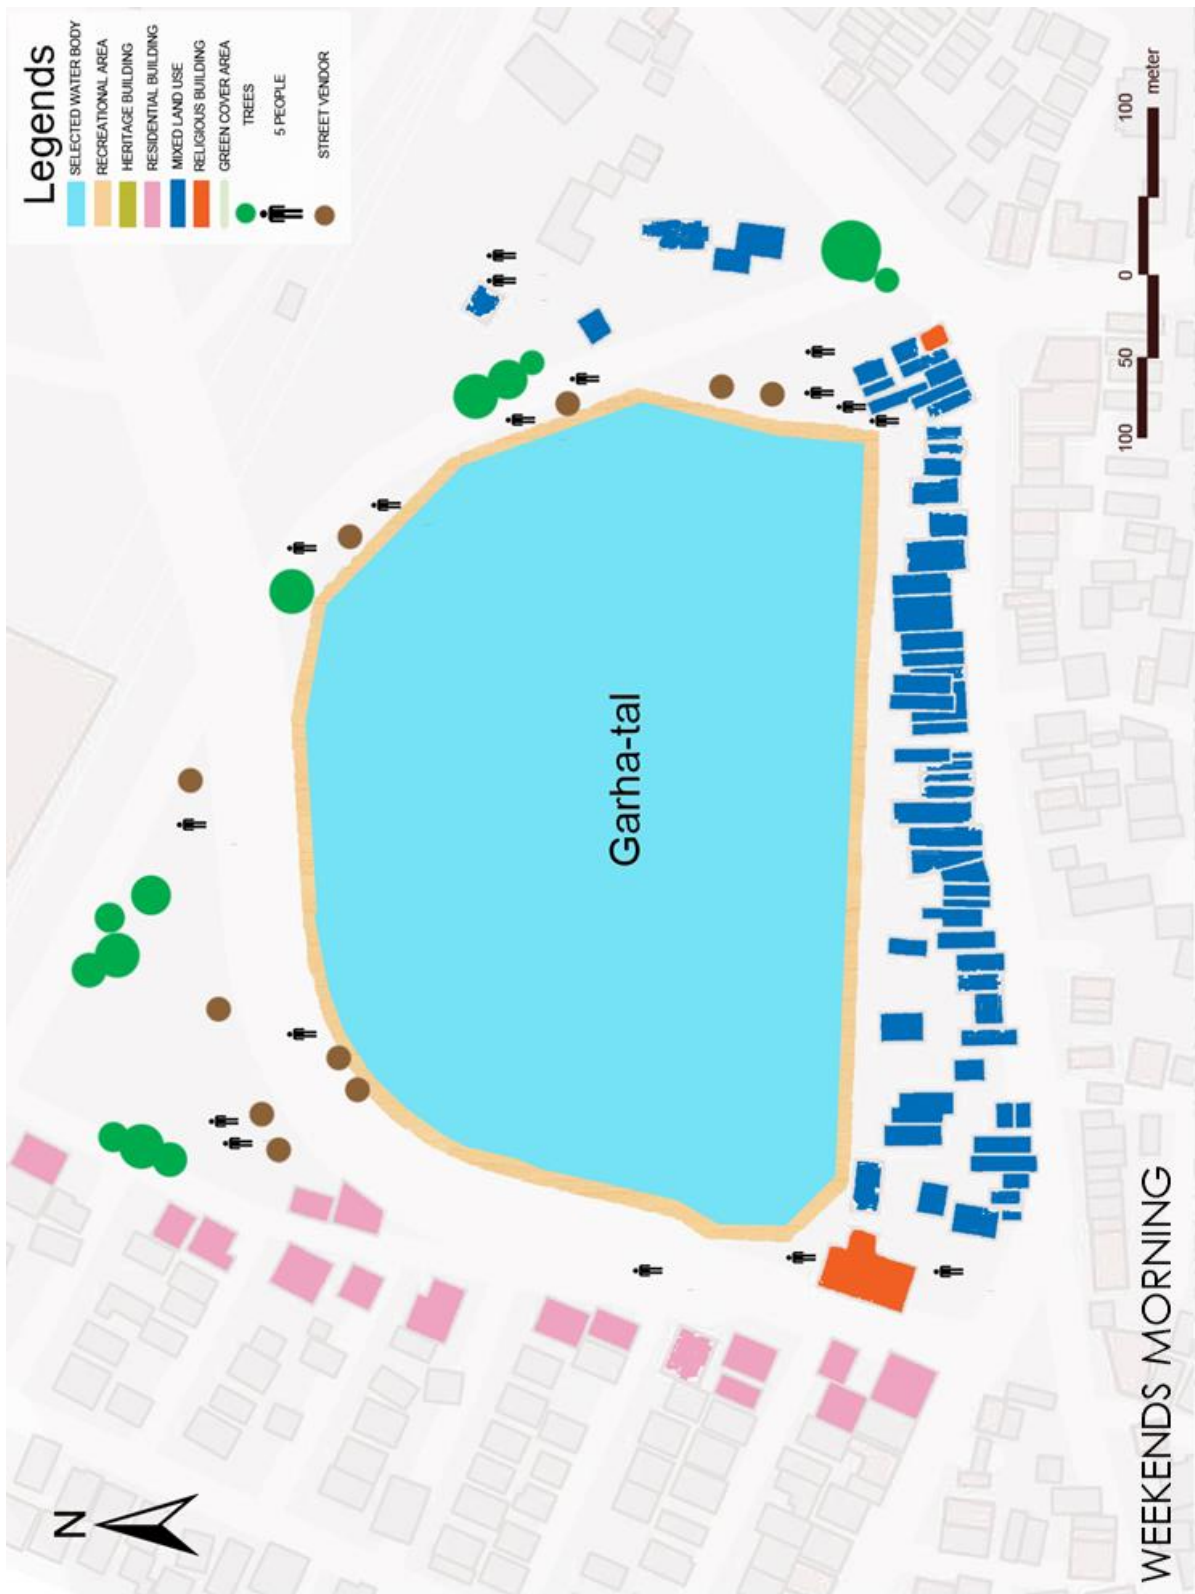 Legends
SELECTED WATER BODY
RECREATIONAL AREA
HERITAGE BUILDING
RESIDENTIAL BUILDING
MIXED LAND USE
RELIGIOUS BUILDING
GREEN COVER AREA
TREES
5 PEOPLE
STREET VENDOR
N
Garha-tal
WEEKENDS MORNING
100 50 0 100
meter